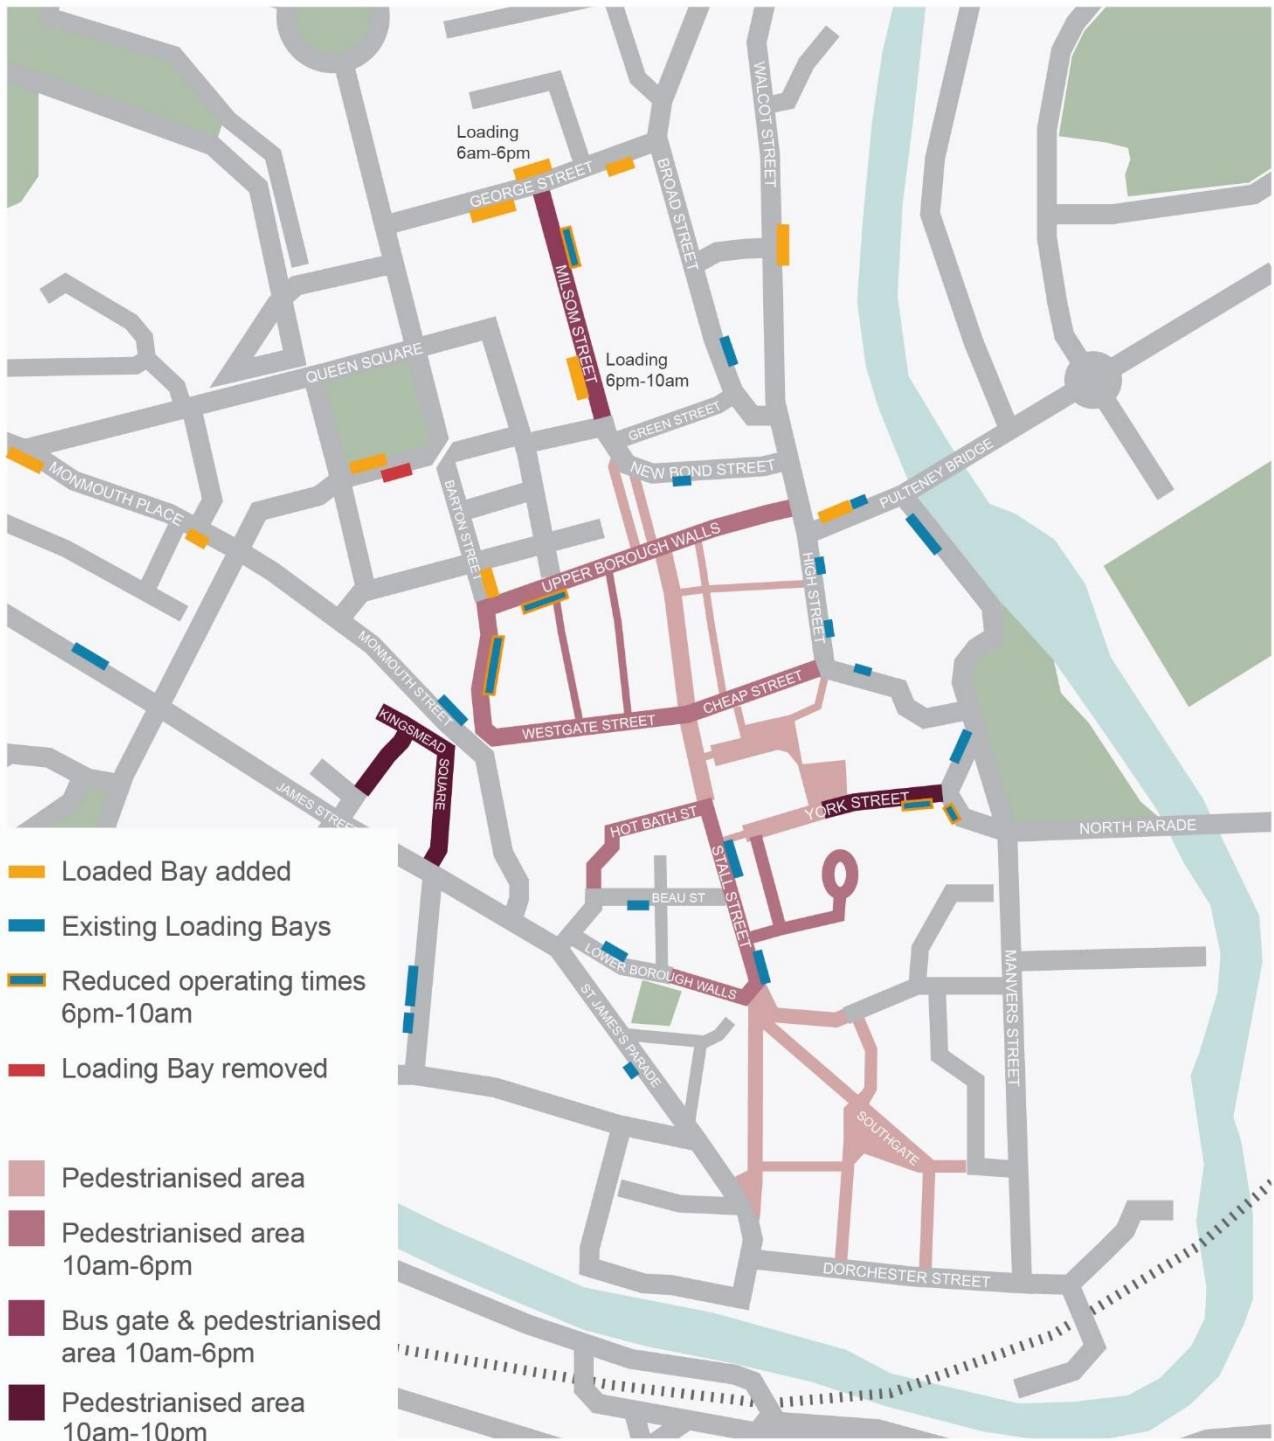 Loading
6am-6pm
GEORGE STREET
WALCOT STREET
BROAD STREET
MILSOM STREET
Loading
6pm-10am
QUEEN SQUARE
GREEN STREET
NEW BOND STREET
MONMOUTH PLACE
BARTON STREET
PULTENEY BRIDGE
UPPER BOROUGH WALLS
HIGH STREET
MONMOUTH STREET
CHEAP STREET
WESTGATE STREET
KINGSMEAD
SQUARE
JAMES STREE
YORK STREET
HOT BATH ST
NORTH PARADE
STALL STREET
BEAU ST
LOWER BOROUGH WALLS
ST JAMES'S PARADE
MANVERS STREET
SOUTHGATE
DORCHESTER STREET
Loaded Bay added
Existing Loading Bays
Reduced operating times
6pm-10am
Loading Bay removed
Pedestrianised area
Pedestrianised area
10am-6pm
Bus gate & pedestrianised
area 10am-6pm
Pedestrianised area
10am-10pm